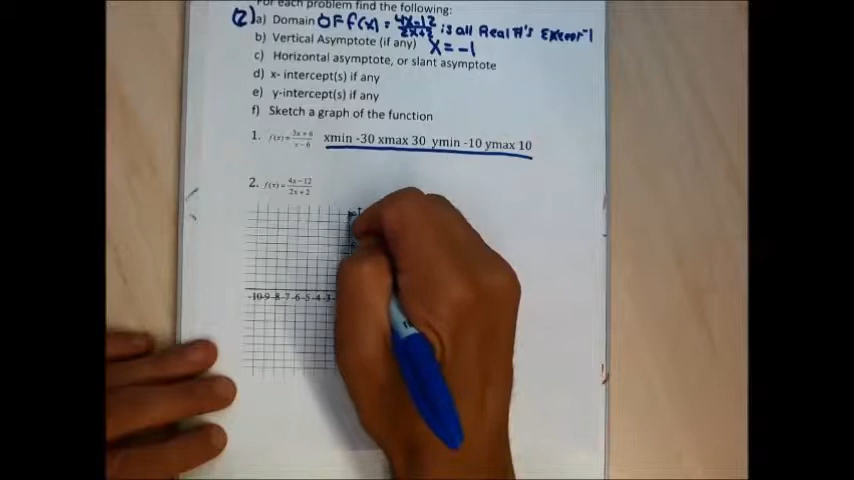 For each problem find the following:
(2) a) Domain OF f(x) = 4x-12/2x+2 is all Real #'s Except -1
b) Vertical Asymptote (if any) x = -1
c) Horizontal asymptote, or slant asymptote
d) x- intercept(s) if any
e) y-intercept(s) if any
f) Sketch a graph of the function
1. f(x)=3x+6/x-6 xmin -30 xmax 30 ymin -10 ymax 10
2. f(x)=4x-12/2x+2
-10-9-8-7-6-5-4-3-